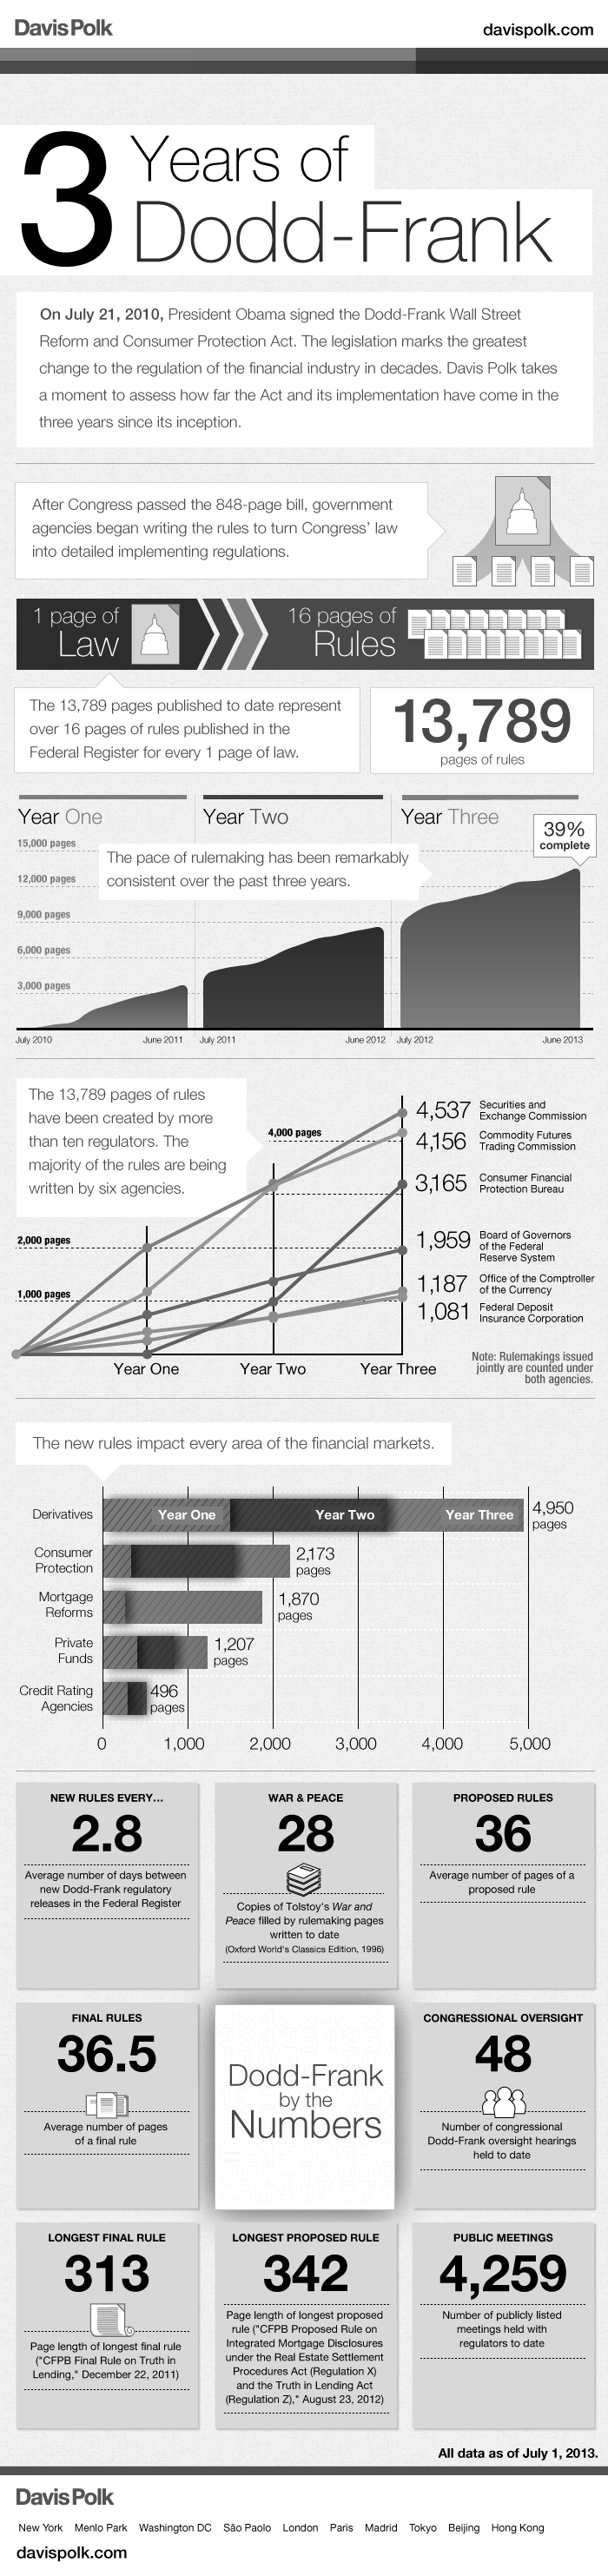 Davis Polk
davispolk.com
3 Years of
Dodd-Frank
On July 21, 2010, President Obama signed the Dodd-Frank Wall Street
Reform and Consumer Protection Act. The legislation marks the greatest
change to the regulation of the financial industry in decades. Davis Polk takes
a moment to assess how far the Act and its implementation have come in the
three years since its inception.
After Congress passed the 848-page bill, government
agencies began writing the rules to turn Congress' law
into detailed implementing regulations.
1 page of
Law
16 pages of
Rules
The 13,789 pages published to date represent
over 16 pages of rules published in the
Federal Register for every 1 page of law.
13,789
pages of rules
Year One
Year Two
Year Three
39%
complete
The pace of rulemaking has been remarkably
consistent over the past three years.
15,000 pages
12,000 pages
9,000 pages
6,000 pages
3,000 pages
July 2010
June 2011
July 2011
June 2012
July 2012
June 2013
The 13,789 pages of rules
have been created by more
than ten regulators. The
majority of the rules are being
written by six agencies.
4,000 pages
2,000 pages
1,000 pages
4,537
Securities and
Exchange Commission
4,156
Commodity Futures
Trading Commission
3,165
Consumer Financial
Protection Bureau
1,959
Board of Governors
of the Federal
Reserve System
1,187
Office of the Comptroller
of the Currency
1,081
Federal Deposit
Insurance Corporation
Year One
Year Two
Year Three
Note: Rulemakings issued
jointly are counted under
both agencies.
The new rules impact every area of the financial markets.
Derivatives
Year One
Year Two
Year Three
4,950
pages
Consumer
Protection
2,173
pages
Mortgage
Reforms
1,870
pages
Private
Funds
1,207
pages
Credit Rating
Agencies
496
pages
0
1,000
2,000
3,000
4,000
5,000
NEW RULES EVERY...
2.8
Average number of days between
new Dodd-Frank regulatory
releases in the Federal Register
WAR & PEACE
28
Copies of Tolstoy's War and
Peace filled by rulemaking pages
written to date
(Oxford World's Classics Edition, 1996)
PROPOSED RULES
36
Average number of pages of a
proposed rule
FINAL RULES
36.5
Average number of pages
of a final rule
Dodd-Frank
by the
Numbers
CONGRESSIONAL OVERSIGHT
48
Number of congressional
Dodd-Frank oversight hearings
held to date
LONGEST FINAL RULE
313
Page length of longest final rule
("CFPB Final Rule on Truth in
Lending," December 22, 2011)
LONGEST PROPOSED RULE
342
Page length of longest proposed
rule ("CFPB Proposed Rule on
Integrated Mortgage Disclosures
under the Real Estate Settlement
Procedures Act (Regulation X)
and the Truth in Lending Act
(Regulation Z)," August 23, 2012)
PUBLIC MEETINGS
4,259
Number of publicly listed
meetings held with
regulators to date
All data as of July 1, 2013.
Davis Polk
New York Menlo Park Washington DC São Paolo London Paris Madrid Tokyo Beijing Hong Kong
davispolk.com